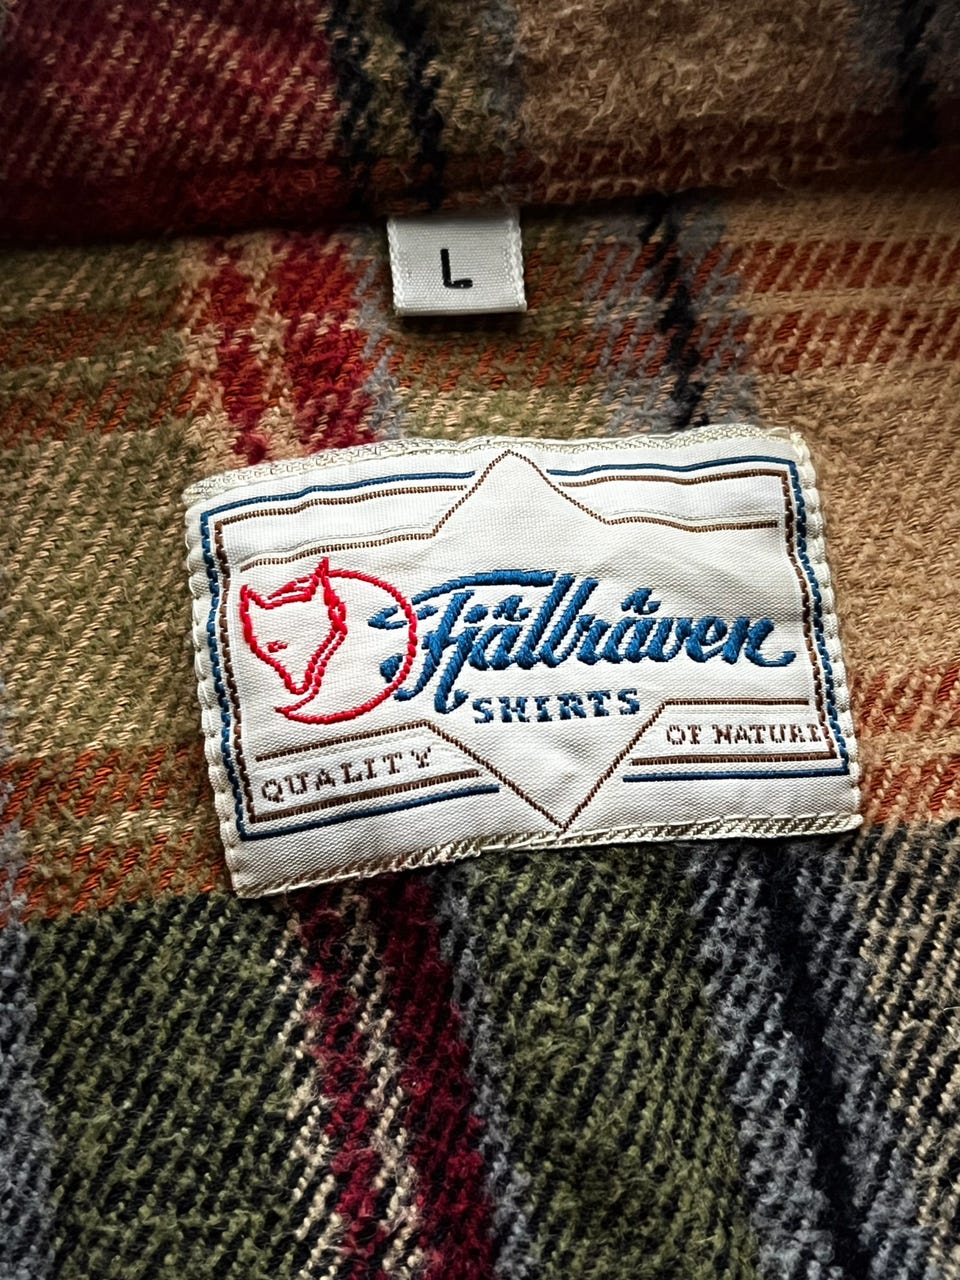 L
Fjällräven
SHIRTS
QUALITY
OF NATURE